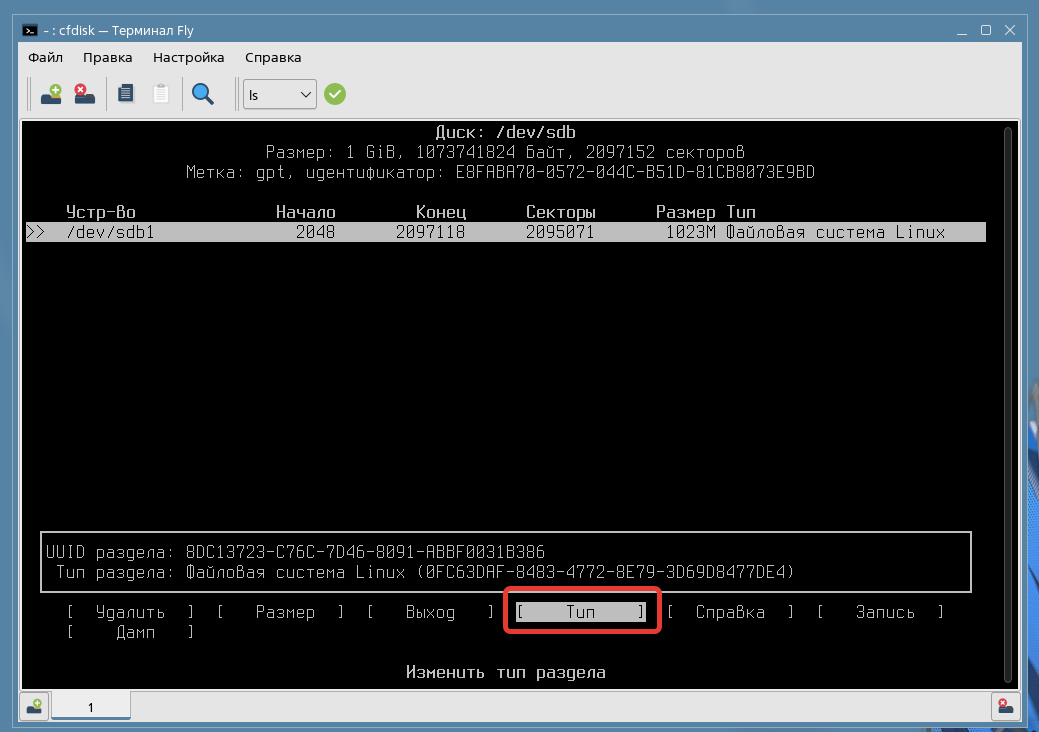 - : cfdisk — Терминал Fly
Файл Правка Настройка Справка
ls
Диск: /dev/sdb
Размер: 1 GiB, 1073741824 байт, 2097152 секторов
Метка: gpt, идентификатор: E8FABA70-0572-044C-B51D-81CB8073E9BD
Устр-во Начало Конец Секторы Размер Тип
>> /dev/sdb1 2048 2097118 2095071 1023M Файловая система Linux
UUID раздела: 8DC13723-C76C-7D46-8091-ABBF0031B386
Тип раздела: Файловая система Linux (0FC63DAF-8483-4772-8E79-3D69D8477DE4)
[ Удалить ] [ Размер ] [ Выход ] [ Тип ] [ Справка ] [ Запись ]
[ Дамп ]
Изменить тип раздела
1